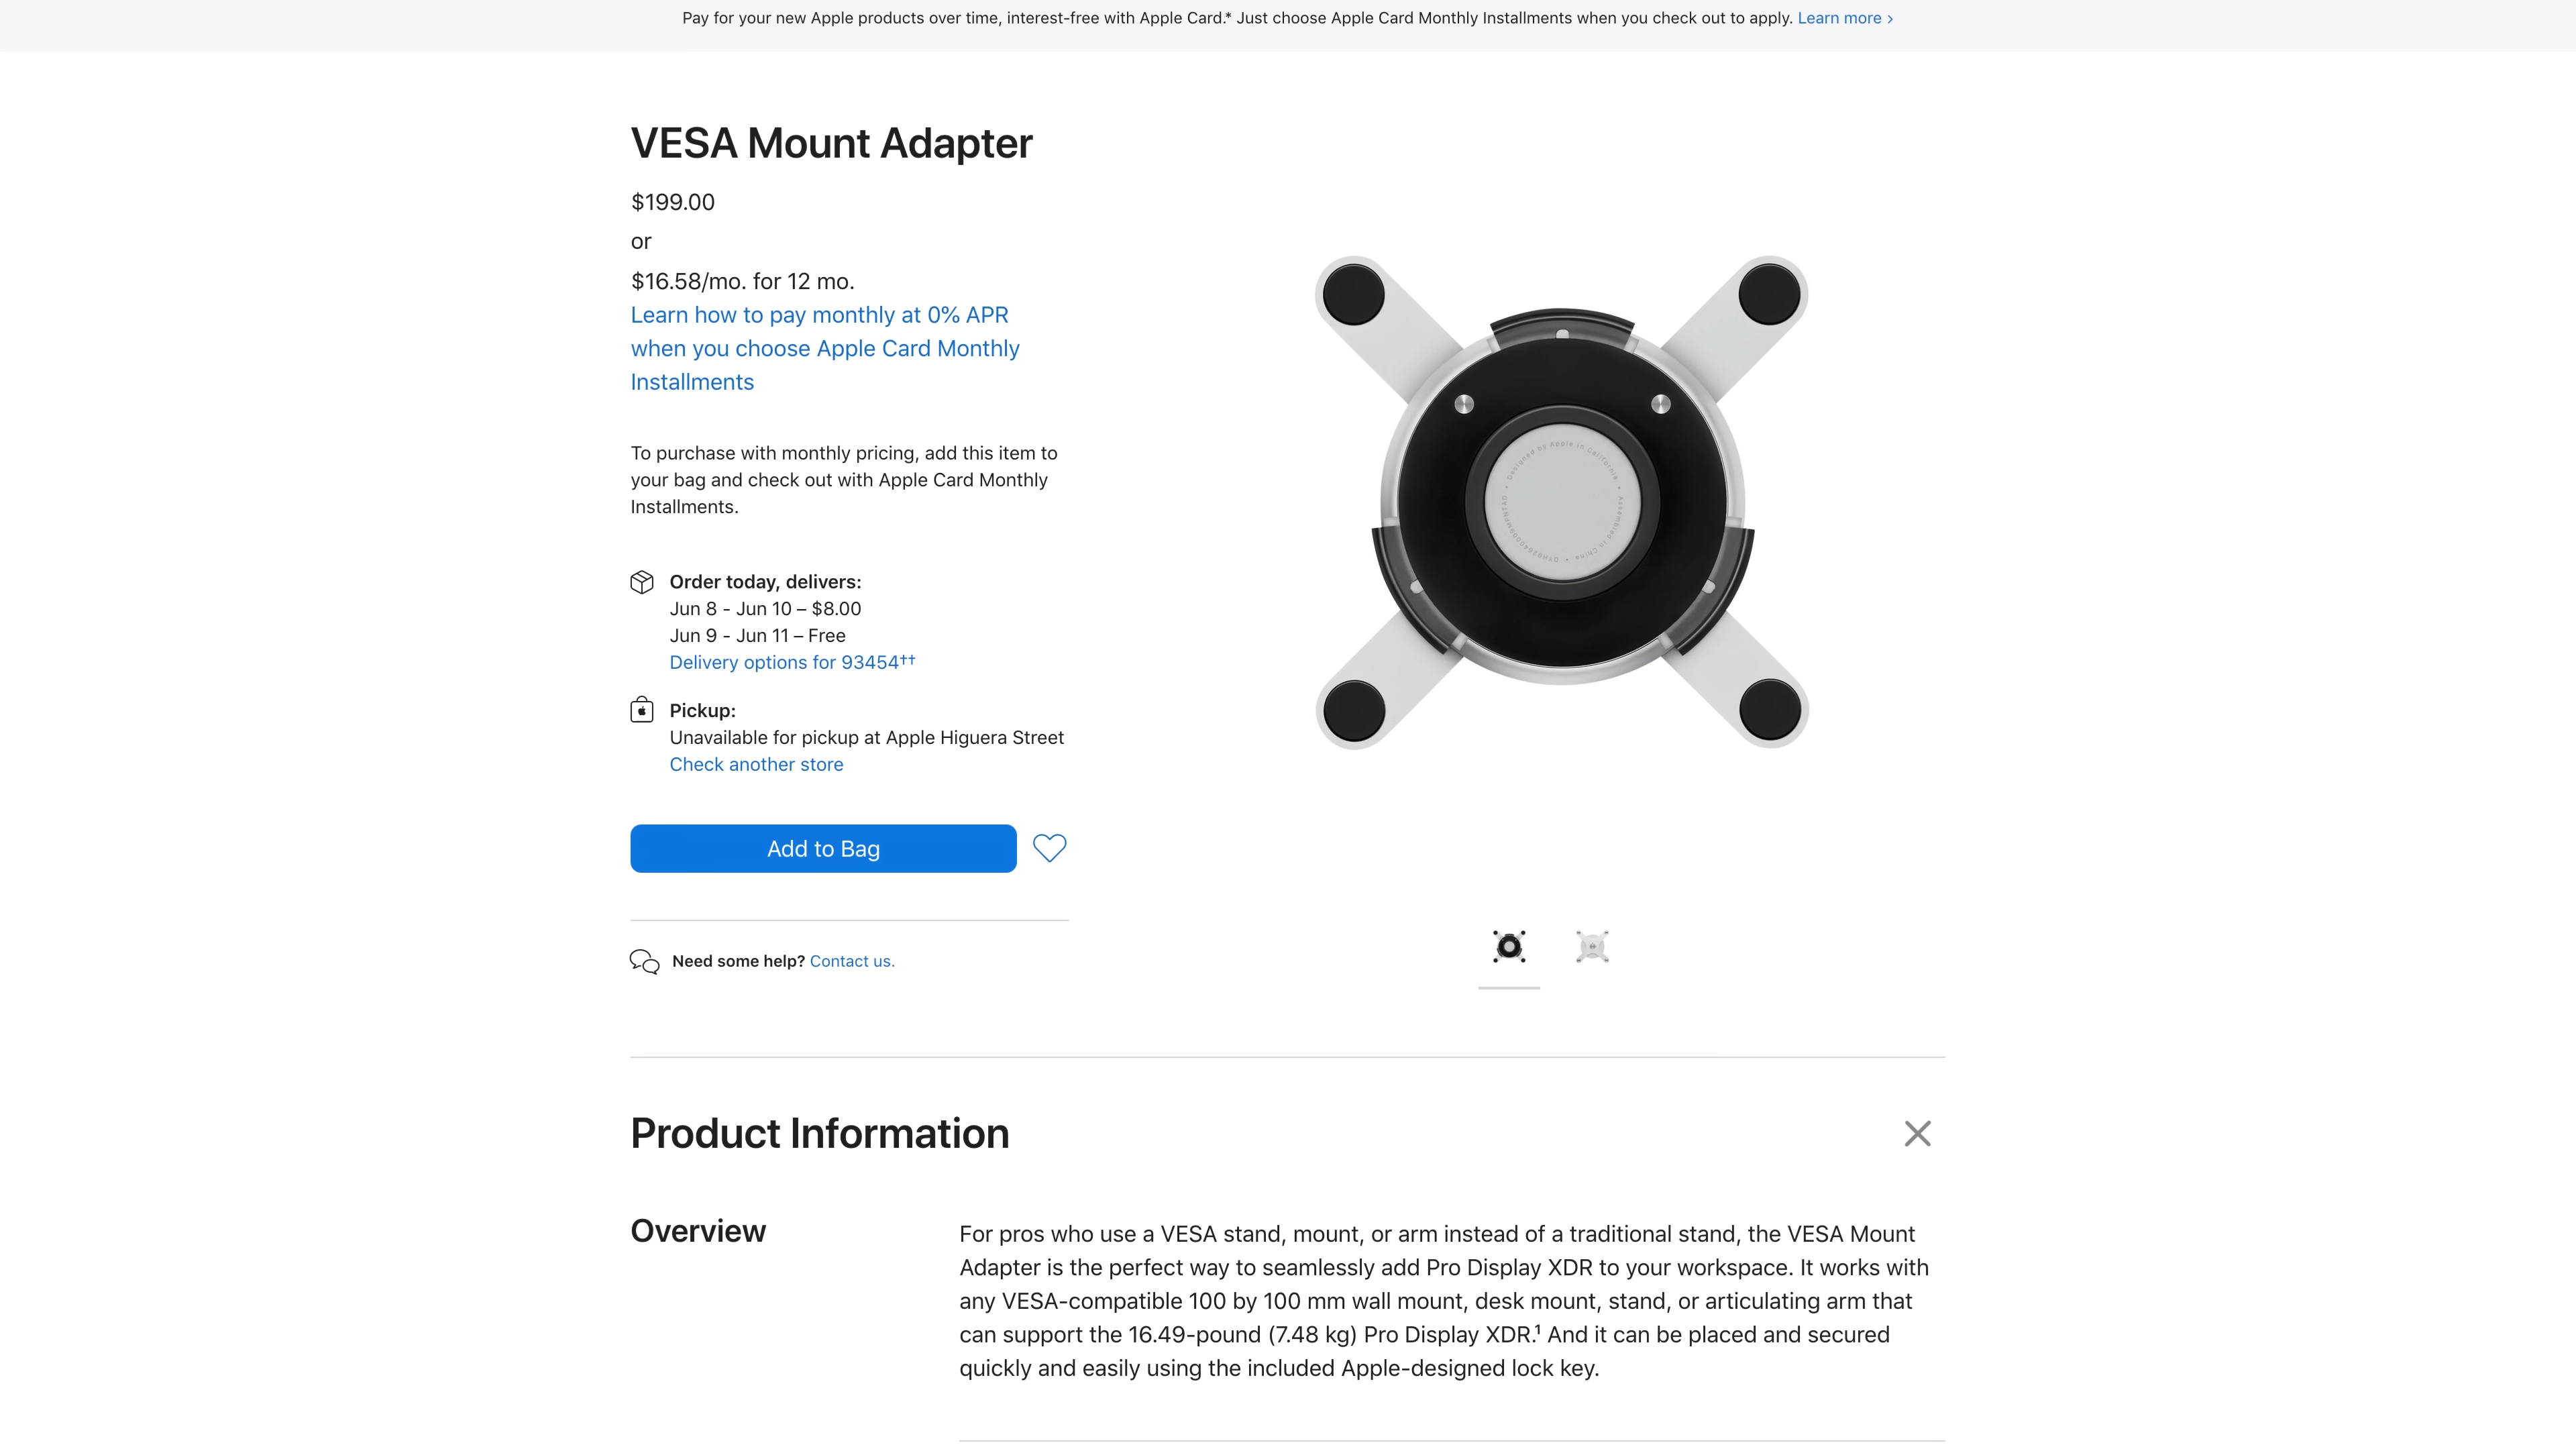 Pay for your new Apple products over time, interest-free with Apple Card.* Just choose Apple Card Monthly Installments when you check out to apply. Learn more >
VESA Mount Adapter
$199.00
or
$16.58/mo. for 12 mo.
Learn how to pay monthly at 0% APR
when you choose Apple Card Monthly
Installments
To purchase with monthly pricing, add this item to
your bag and check out with Apple Card Monthly
Installments.
Order today, delivers:
Jun 8 - Jun 10 – $8.00
Jun 9 - Jun 11 – Free
Delivery options for 93454††
Pickup:
Unavailable for pickup at Apple Higuera Street
Check another store
Add to Bag
Need some help? Contact us.
Designed by Apple in California
Assembled in China
Product Information
Overview
For pros who use a VESA stand, mount, or arm instead of a traditional stand, the VESA Mount
Adapter is the perfect way to seamlessly add Pro Display XDR to your workspace. It works with
any VESA-compatible 100 by 100 mm wall mount, desk mount, stand, or articulating arm that
can support the 16.49-pound (7.48 kg) Pro Display XDR.¹ And it can be placed and secured
quickly and easily using the included Apple-designed lock key.